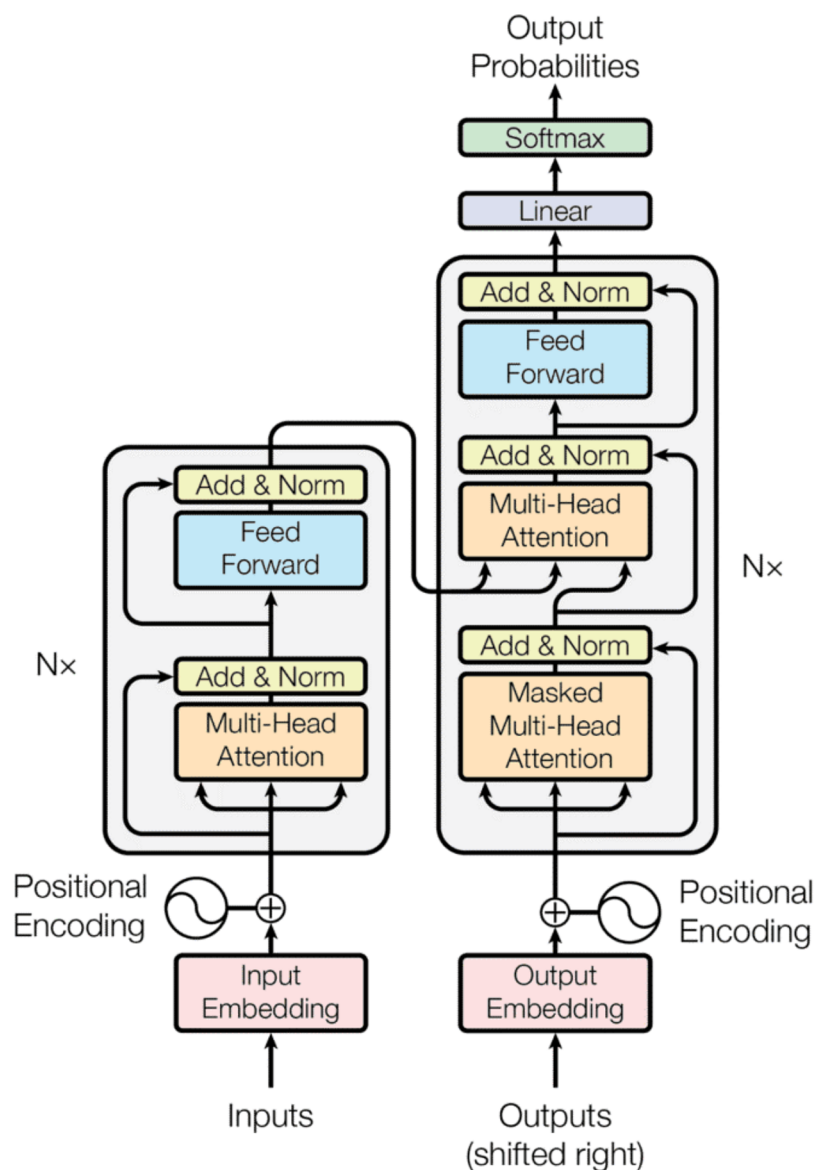 Output
Probabilities
Softmax
Linear
Add & Norm
Feed
Forward
Add & Norm
Multi-Head
Attention
Add & Norm
Masked
Multi-Head
Attention
Nx
Positional
Encoding
Output
Embedding
Outputs
(shifted right)
Add & Norm
Feed
Forward
Add & Norm
Multi-Head
Attention
Nx
Positional
Encoding
Input
Embedding
Inputs